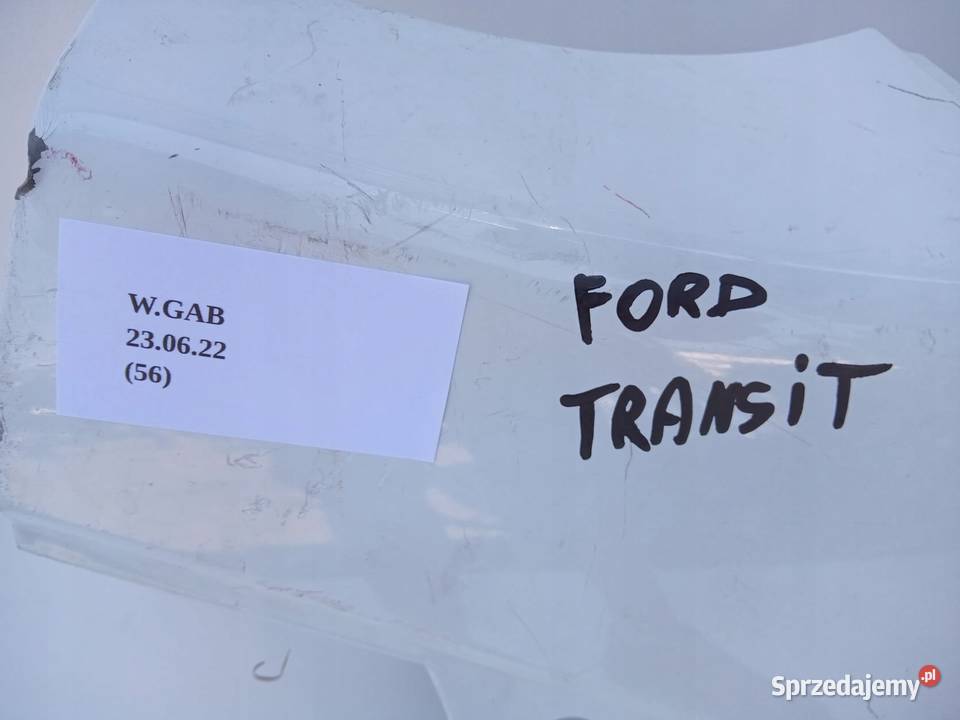 W.GAB
23.06.22
(56)
FORD
TRANSiT
Sprzedajemy.pl